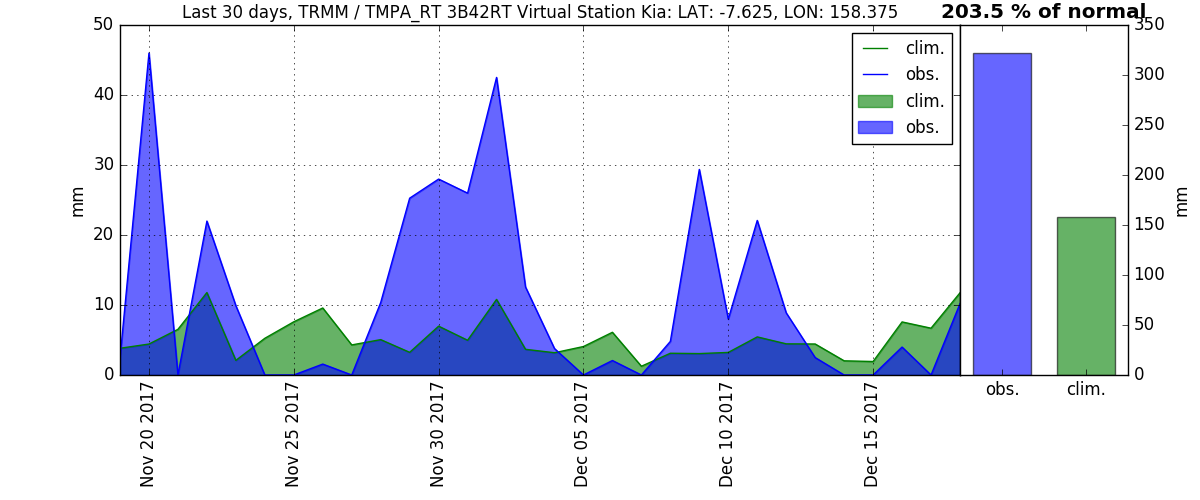 Last 30 days, TRMM / TMPA_RT 3B42RT Virtual Station Kia: LAT: -7.625, LON: 158.375
203.5 % of normal
50
40
30
20
10
0
mm
clim.
obs.
clim.
obs.
Nov 20 2017
Nov 25 2017
Nov 30 2017
Dec 05 2017
Dec 10 2017
Dec 15 2017
350
300
250
200
150
100
50
0
mm
obs.
clim.